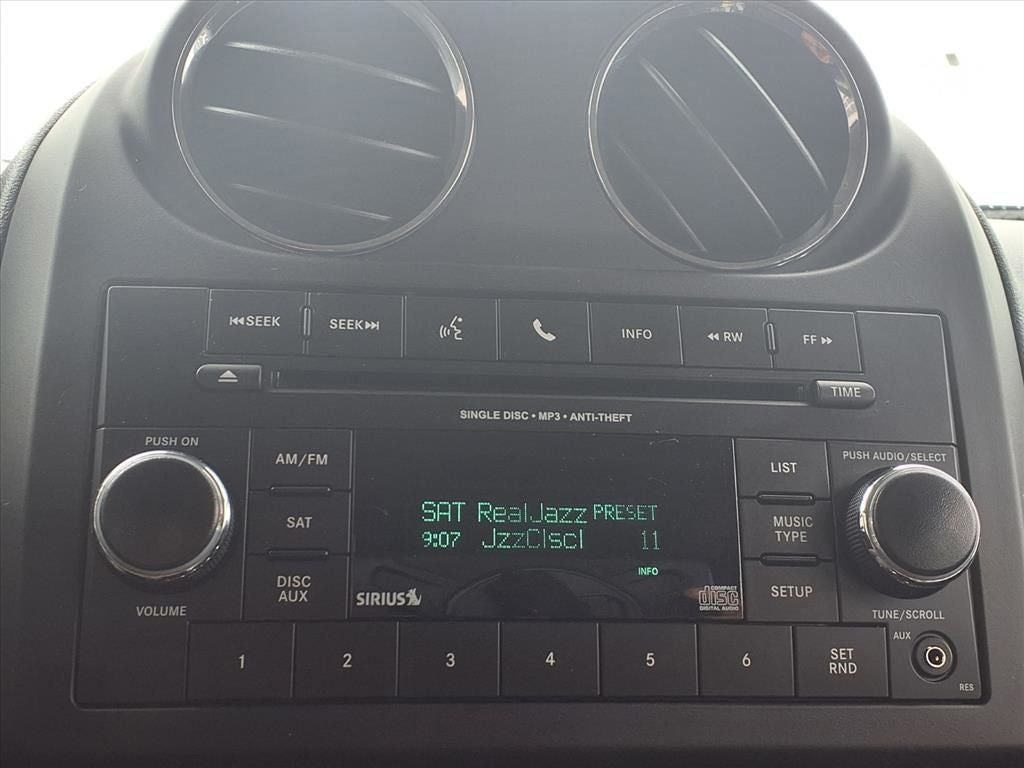 SEEK
SEEK
INFO
RW
FF
TIME
SINGLE DISC • MP3 • ANTI-THEFT
PUSH ON
AM/FM
SAT
DISC
AUX
VOLUME
SAT RealJazz PRESET
9:07 JzzClscl 11
INFO
SIRIUS
COMPACT
disc
DIGITAL AUDIO
LIST
MUSIC
TYPE
SETUP
PUSH AUDIO/SELECT
TUNE/SCROLL
1
2
3
4
5
6
SET
RND
AUX
RES